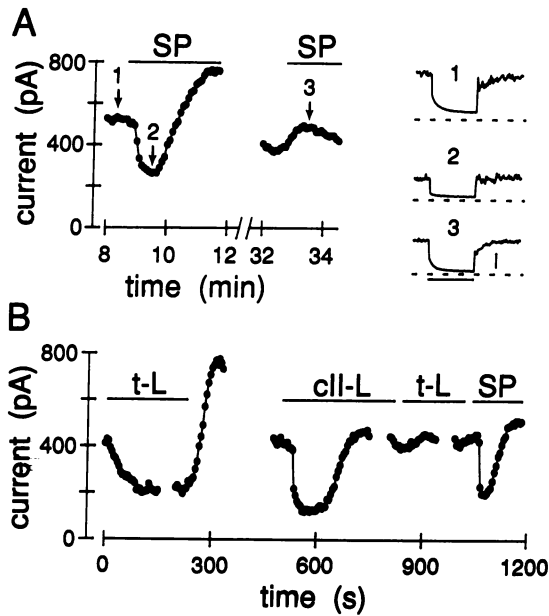 A
SP
SP
800
400
0
current (pA)
1
2
3
8
10
12
32
34
time (min)
1
2
3
B
t-L
cII-L
t-L
SP
800
400
0
current (pA)
0
300
600
900
1200
time (s)